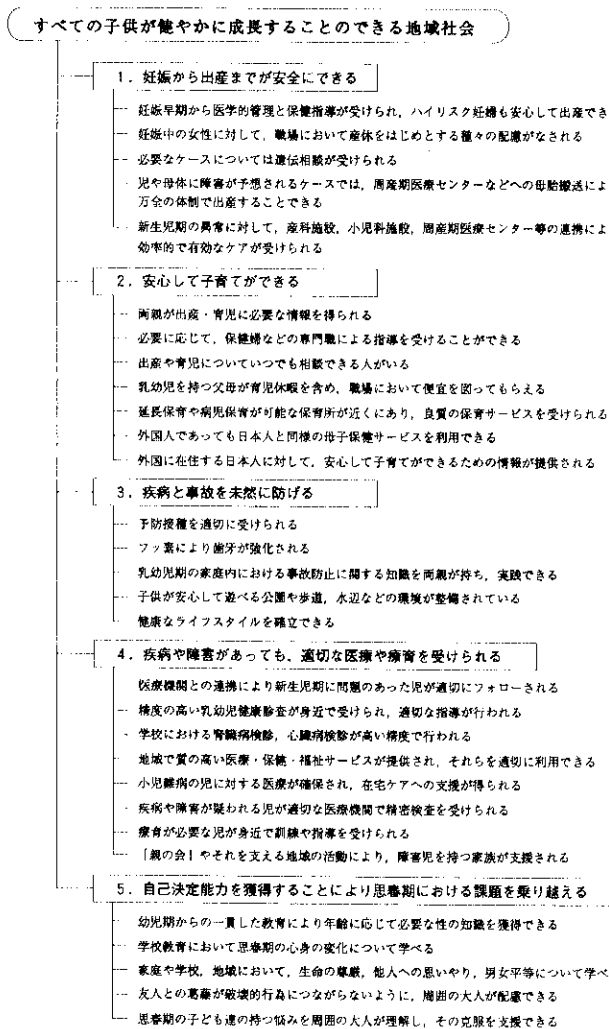 すべての子供が健やかに成長することのできる地域社会
1．妊娠から出産までが安全にできる
妊娠早期から医学的管理と保健指導が受けられ，ハイリスク妊婦も安心して出産でき
妊娠中の女性に対して，職場において産休をはじめとする種々の配慮がなされる
必要なケースについては遺伝相談が受けられる
児や母体に障害が予想されるケースでは，周産期医療センターなどへの母胎搬送によ
万全の体制で出産することできる
新生児期の異常に対して，産科施設，小児科施設，周産期医療センター等の連携によ
効率的で有効なケアが受けられる
2．安心して子育てができる
両親が出産・育児に必要な情報を得られる
必要に応じて，保健婦などの専門職による指導を受けることができる
出産や育児についていつでも相談できる人がいる
乳幼児を持つ父母が育児休暇を含め，職場において便宜を図ってもらえる
延長保育や病児保育が可能な保育所が近くにあり，良質の保育サービスを受けられる
外国人であっても日本人と同様の母子保健サービスを利用できる
外国に在住する日本人に対して，安心して子育てができるための情報が提供される
3．疾病と事故を未然に防げる
予防接種を適切に受けられる
フッ素により歯牙が強化される
乳幼児期の家庭内における事故防止に関する知識を両親が持ち，実践できる
子供が安心して遊べる公園や歩道，水辺などの環境が整備されている
健康なライフスタイルを確立できる
4．疾病や障害があっても，適切な医療や療育を受けられる
医療機関との連携により新生児期に問題のあった児が適切にフォローされる
精度の高い乳幼児健康診査が身近で受けられ，適切な指導が行われる
学校における腎臓病検診，心臓病検診が高い精度で行われる
地域で質の高い医療・保健・福祉サービスが提供され，それらを適切に利用できる
小児難病の児に対する医療が確保され，在宅ケアへの支援が得られる
疾病や障害が疑われる児が適切な医療機関で精密検査を受けられる
療育が必要な児が身近で訓練や指導を受けられる
「親の会」やそれを支える地域の活動により，障害児を持つ家族が支援される
5．自己決定能力を獲得することにより思春期における課題を乗り越える
幼児期からの一貫した教育により年齢に応じて必要な性の知識を獲得できる
学校教育において思春期の心身の変化について学べる
家庭や学校，地域において，生命の尊厳，他人への思いやり，男女平等について学べ
友人との葛藤が破壊的行為につながらないように，周囲の大人が配慮できる
思春期の子ども達の持つ悩みを周囲の大人が理解し，その克服を支援できる